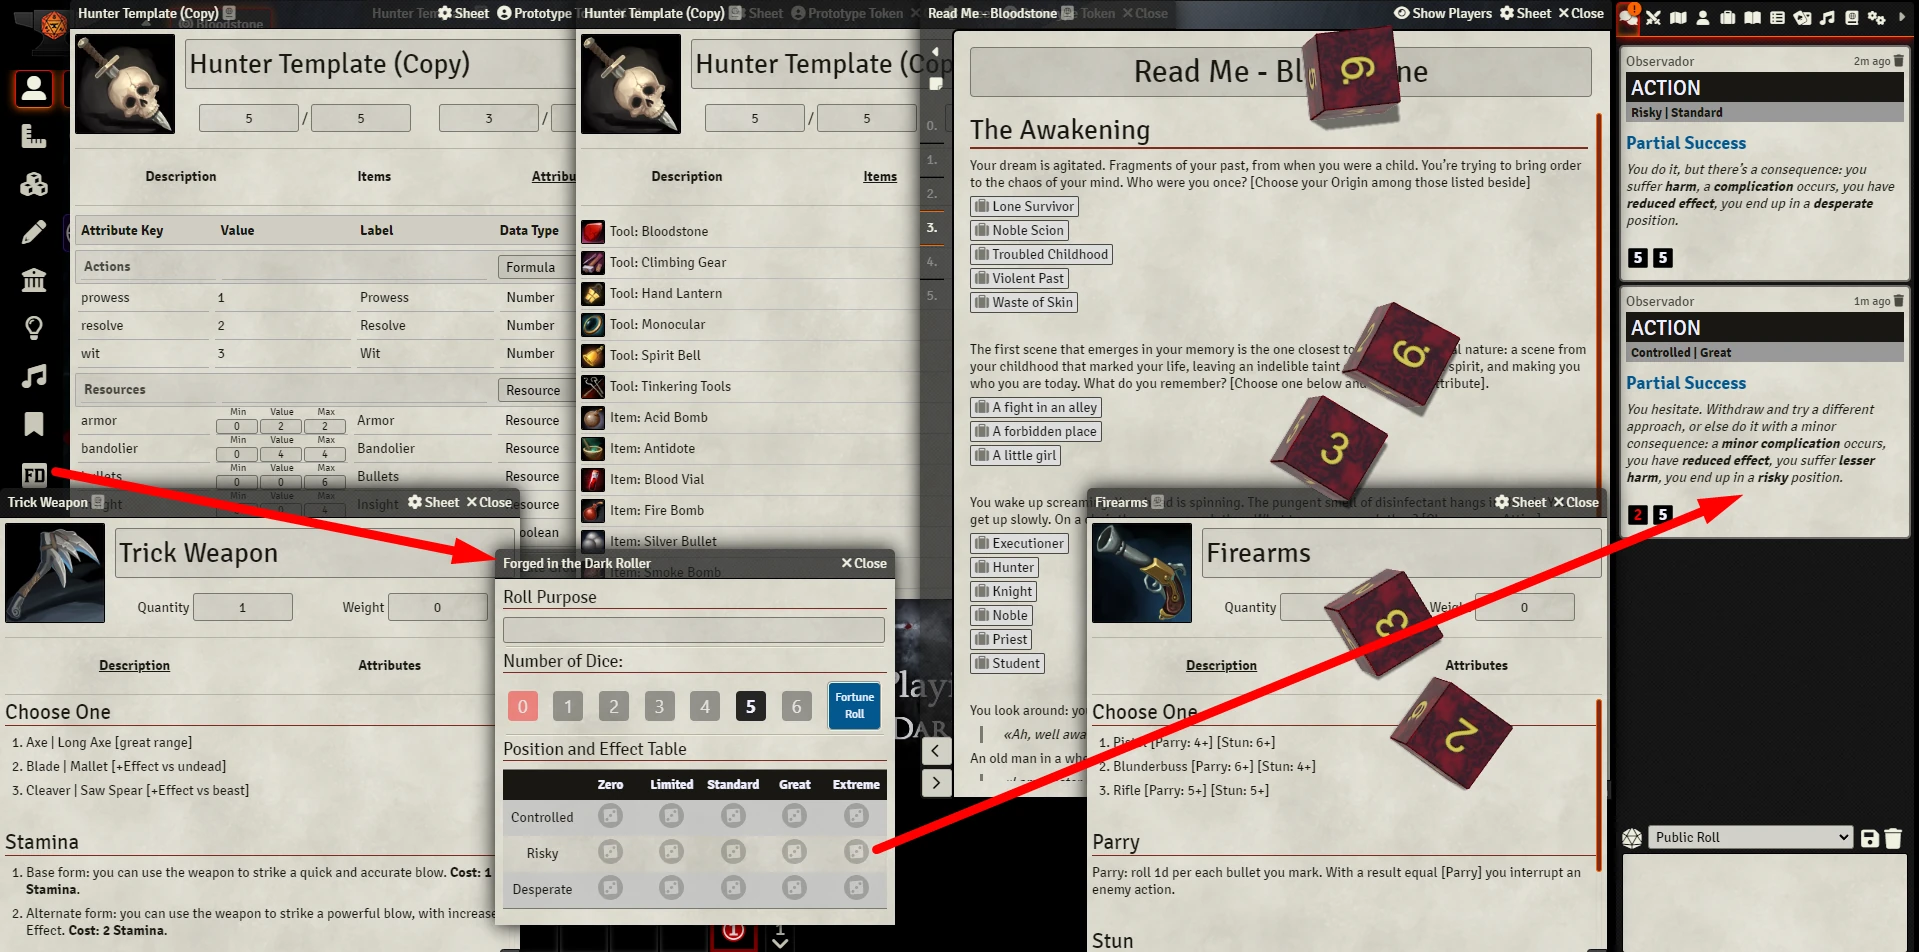 Hunter Template (Copy)
Sheet
Prototype
Hunter Template (Copy)
5 / 5
3 /
Description
Items
Attribu
Attribute Key Value Label Data Type
Actions Formula
prowess 1 Prowess Number
resolve 2 Resolve Number
wit 3 Wit Number
Resources Resource
Min Value Max
armor 0 2 2 Armor Resource
Min Value Max
bandolier 0 4 4 Bandolier Resource
Min Value Max
0 0 6 Bullets Resource
FD
Hunter Template (Copy)
Sheet
Prototype Token
Hunter Template (Cop
5 / 5
Description
Items
Tool: Bloodstone
Tool: Climbing Gear
Tool: Hand Lantern
Tool: Monocular
Tool: Spirit Bell
Tool: Tinkering Tools
Item: Acid Bomb
Item: Antidote
Item: Blood Vial
Item: Fire Bomb
Item: Silver Bullet
Item: Smoke Bomb
Read Me - Bloodstone
Token
Close
Show Players
Sheet
Close
0.
1.
2.
3.
4.
5.
Read Me - Bl ne
The Awakening
Your dream is agitated. Fragments of your past, from when you were a child. You're trying to bring order
to the chaos of your mind. Who were you once? [Choose your Origin among those listed beside]
Lone Survivor
Noble Scion
Troubled Childhood
Violent Past
Waste of Skin
The first scene that emerges in your memory is the one closest to l nature: a scene from
your childhood that marked your life, leaving an indelible taint spirit, and making you
who you are today. What do you remember? [Choose one below and ttribute].
A fight in an alley
A forbidden place
A little girl
You wake up screami is spinning. The pungent smell of disinfectant hangs
get up slowly. On a
Executioner
Hunter
Knight
Noble
Priest
Student
You look around: yo
«Ah, well awa
An old man in a whe
6
6
3
3
2
Trick Weapon
Sheet
Close
Trick Weapon
Quantity 1
Weight 0
Description
Attributes
Choose One
1. Axe | Long Axe [great range]
2. Blade | Mallet [+Effect vs undead]
3. Cleaver | Saw Spear [+Effect vs beast]
Stamina
1. Base form: you can use the weapon to strike a quick and accurate blow. Cost: 1
Stamina.
2. Alternate form: you can use the weapon to strike a powerful blow, with increase
Effect. Cost: 2 Stamina.
Forged in the Dark Roller
Close
Roll Purpose
Number of Dice:
0 1 2 3 4 5 6
Fortune
Roll
Position and Effect Table
Zero Limited Standard Great Extreme
Controlled
Risky
Desperate
1
Firearms
Sheet
Close
Firearms
Quantity
Weig
0
Description
Attributes
Choose One
1. Pist [Parry: 4+] [Stun: 6+]
2. Blunderbuss [Parry: 6+] [Stun: 4+]
3. Rifle [Parry: 5+] [Stun: 5+]
Parry
Parry: roll 1d per each bullet you mark. With a result equal [Parry] you interrupt an
enemy action.
Stun
Observador
2m ago
ACTION
Risky | Standard
Partial Success
You do it, but there's a consequence: you
suffer harm, a complication occurs, you have
reduced effect, you end up in a desperate
position.
5 5
Observador
1m ago
ACTION
Controlled | Great
Partial Success
You hesitate. Withdraw and try a different
approach, or else do it with a minor
consequence: a minor complication occurs,
you have reduced effect, you suffer lesser
harm, you end up in a risky position.
2 5
Public Roll